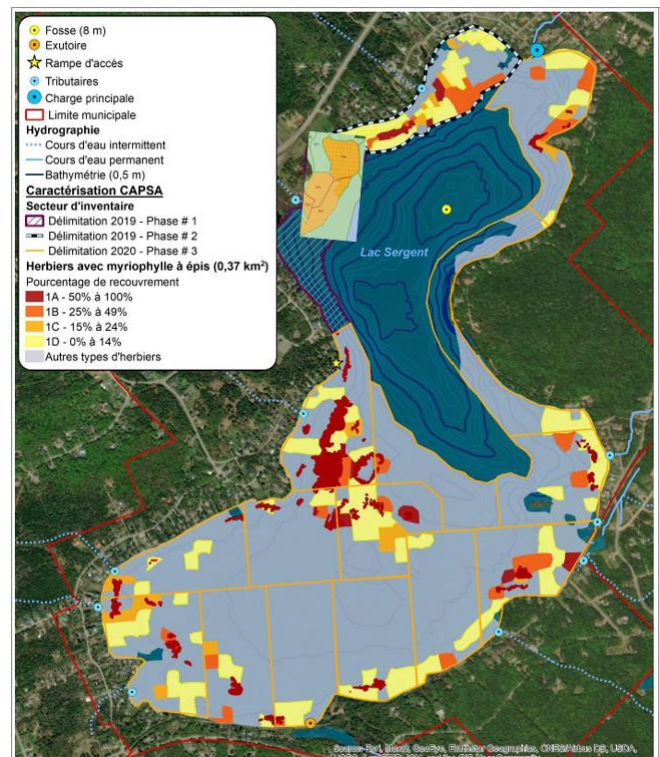 Fosse (8 m)
Exutoire
Rampe d'accès
Tributaires
Charge principale
Limite municipale
Hydrographie
Cours d'eau intermittent
Cours d'eau permanent
Bathymétrie (0,5 m)
Caractérisation CAPSA
Secteur d'inventaire
Délimitation 2019 - Phase # 1
Délimitation 2019 - Phase # 2
Délimitation 2020 - Phase # 3
Herbiers avec myriophylle à épis (0,37 km²)
Pourcentage de recouvrement
1A - 50% à 100%
1B - 25% à 49%
1C - 15% à 24%
1D - 0% à 14%
Autres types d'herbiers
Lac Sergent